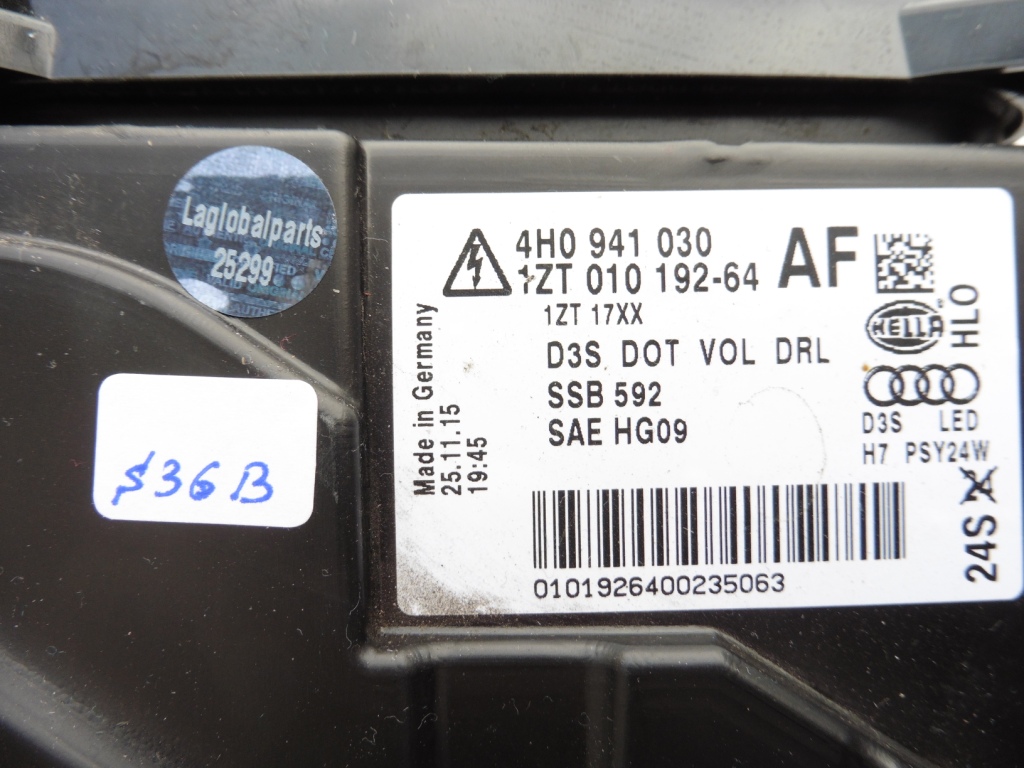 Laglobalparts
25299
$36B
4H0 941 030 AF
1ZT 010 192-64
1ZT 17XX
D3S DOT VOL DRL
SSB 592
SAE HG09
Made in Germany
25.11.15
19:45
HELLA
HLO
D3S LED
H7 PSY24W
24S
0101926400235063